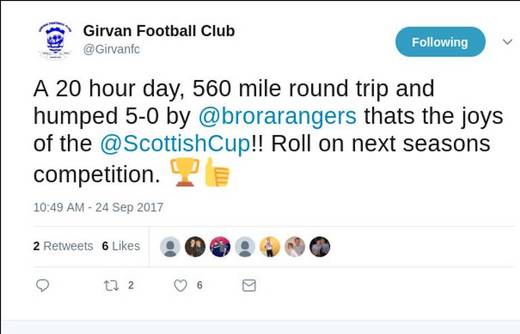 Girvan Football Club
@Girvanfc
Following
A 20 hour day, 560 mile round trip and
humped 5-0 by @brorarangers thats the joys
of the @ScottishCup!! Roll on next seasons
competition. 🏆👍
10:49 AM - 24 Sep 2017
2 Retweets 6 Likes
2 6